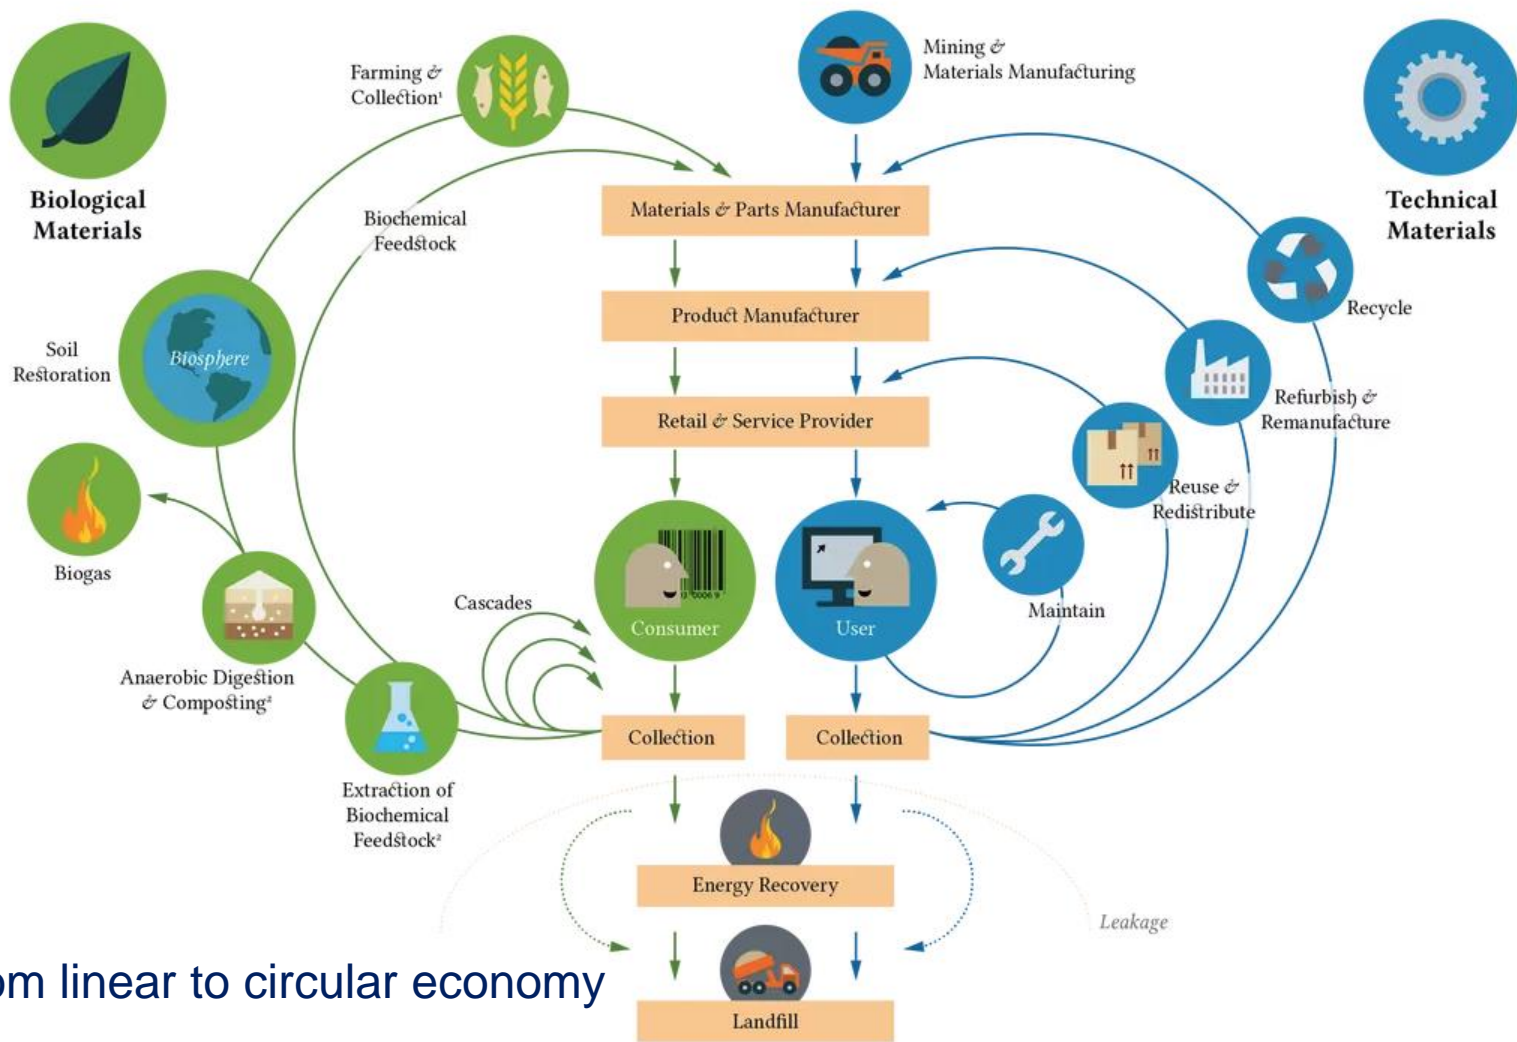 Biological
Materials
Farming &
Collection¹
Mining &
Materials Manufacturing
Technical
Materials
Biochemical
Feedstock
Materials & Parts Manufacturer
Recycle
Product Manufacturer
Soil
Restoration
Biosphere
Refurbish &
Remanufacture
Retail & Service Provider
Reuse &
Redistribute
Biogas
Cascades
Consumer
User
Maintain
Anaerobic Digestion
& Composting²
Collection
Collection
Extraction of
Biochemical
Feedstock²
Energy Recovery
Leakage
om linear to circular economy
Landfill